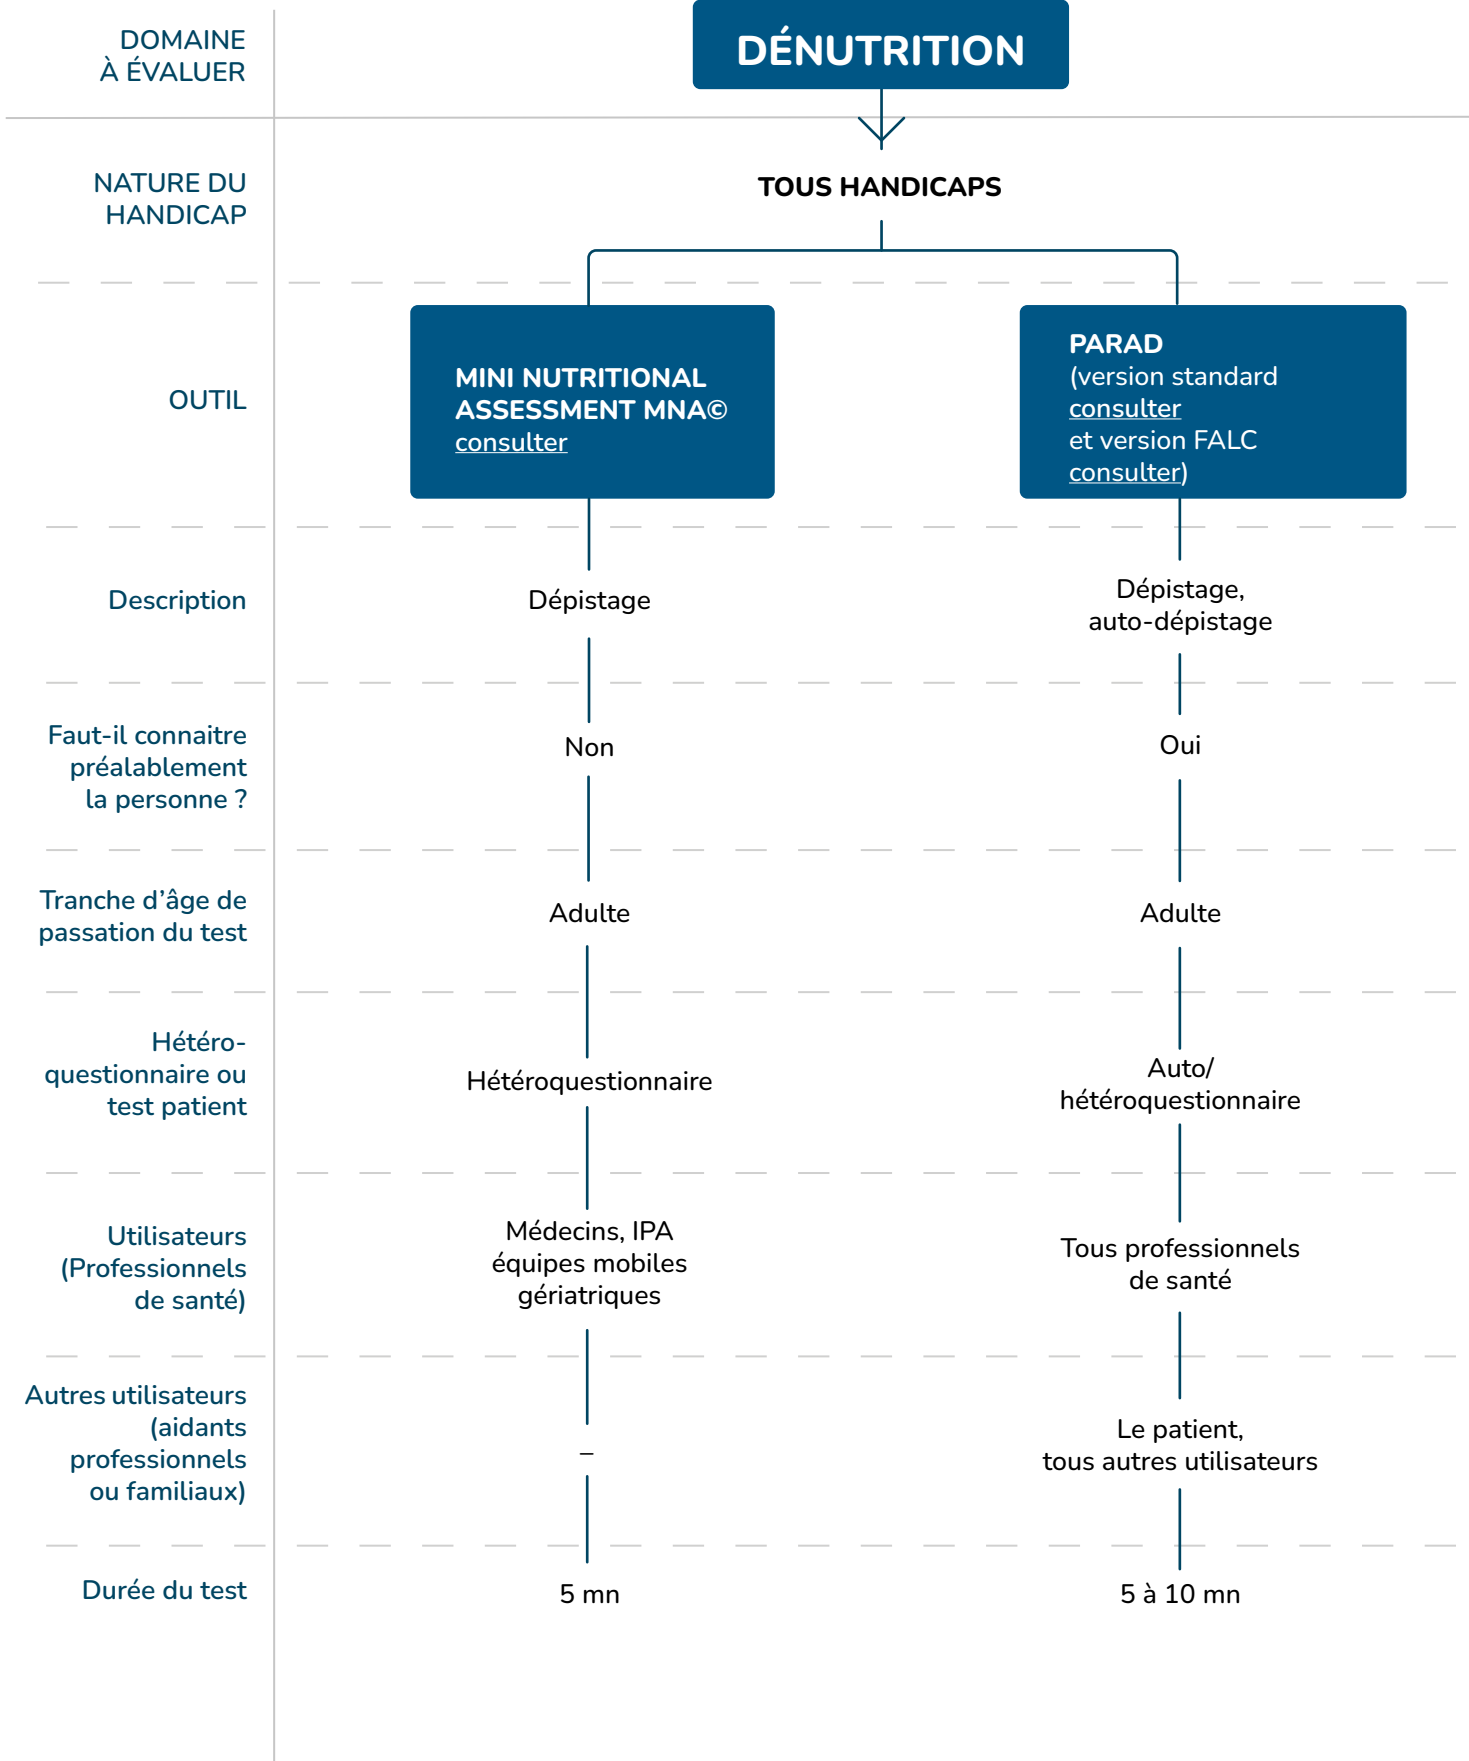 DOMAINE
À ÉVALUER
DÉNUTRITION
NATURE DU
HANDICAP
TOUS HANDICAPS
OUTIL
MINI NUTRITIONAL
ASSESSMENT MNA©
consulter
PARAD
(version standard
consulter
et version FALC
consulter)
Description
Dépistage
Dépistage,
auto-dépistage
Faut-il connaitre
préalablement
la personne ?
Non
Oui
Tranche d’âge de
passation du test
Adulte
Adulte
Hétéro-
questionnaire ou
test patient
Hétéroquestionnaire
Auto/
hétéroquestionnaire
Utilisateurs
(Professionnels
de santé)
Médecins, IPA
équipes mobiles
gériatriques
Tous professionnels
de santé
Autres utilisateurs
(aidants
professionnels
ou familiaux)
–
Le patient,
tous autres utilisateurs
Durée du test
5 mn
5 à 10 mn